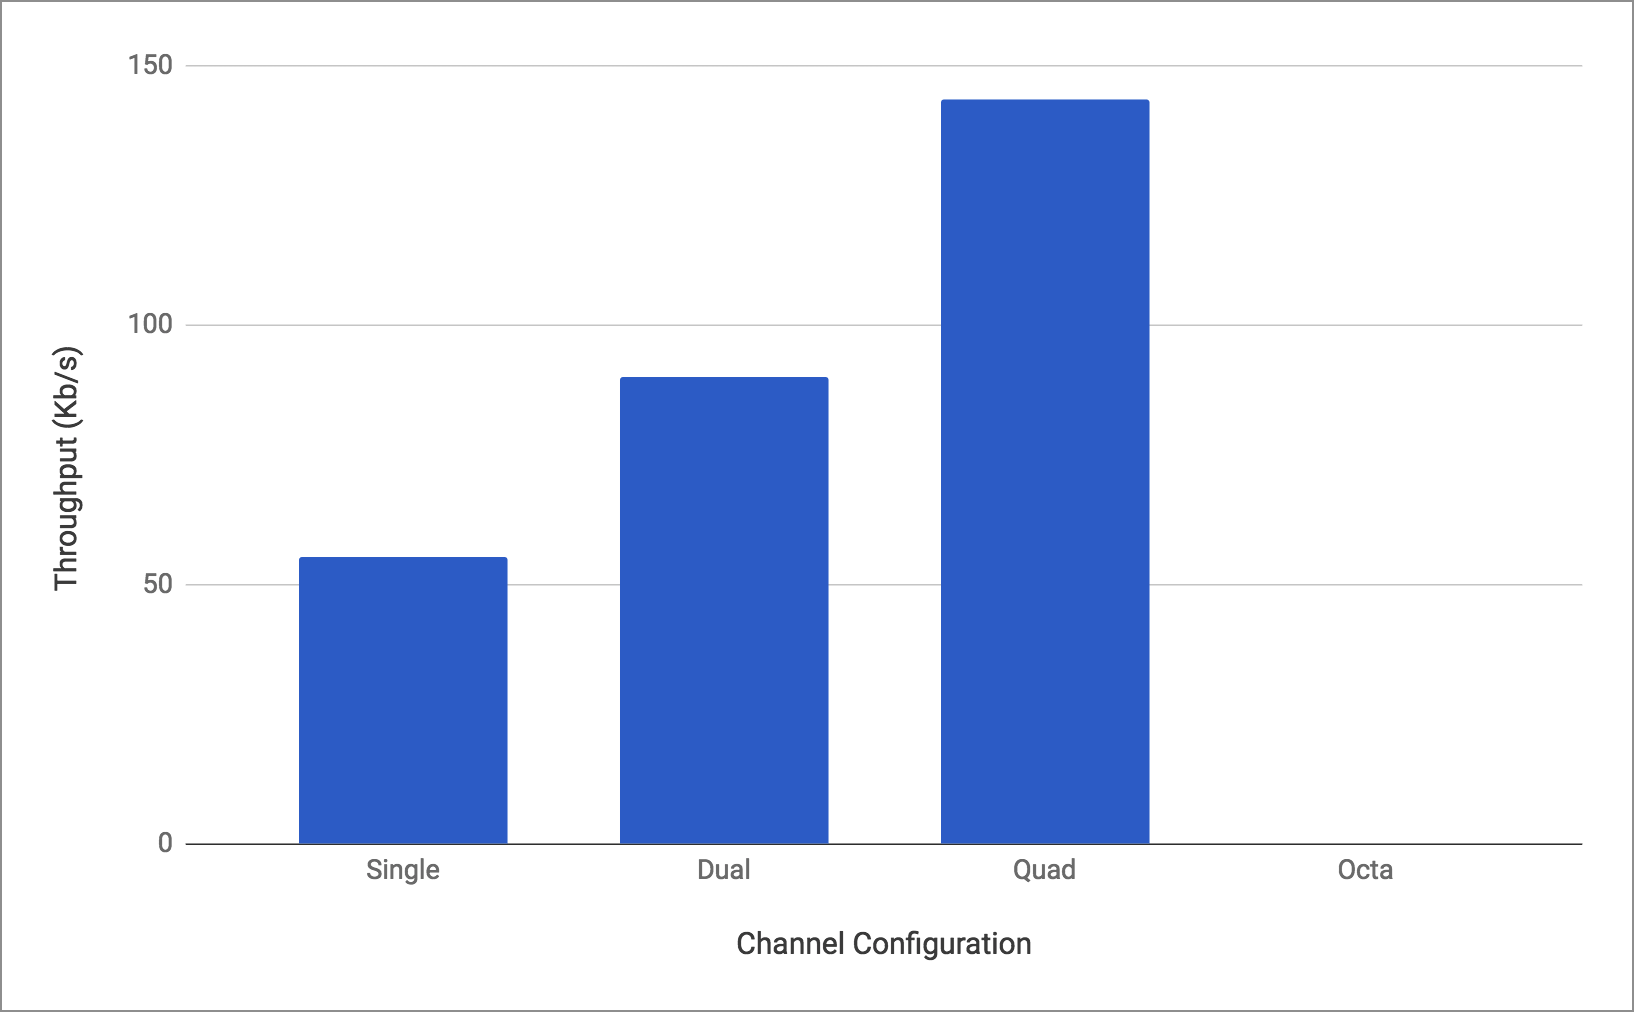 150
100
50
0
Throughput (Kb/s)
Single
Dual
Quad
Octa
Channel Configuration